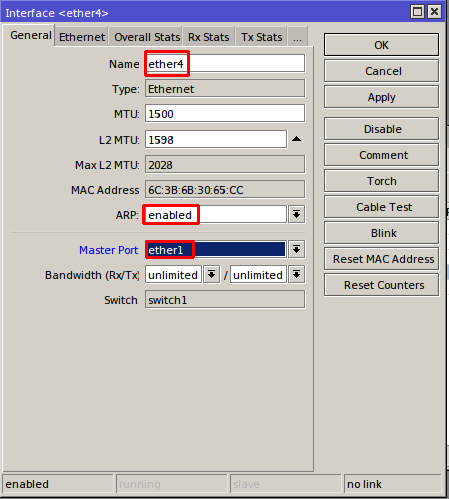 Interface <ether4>
General Ethernet Overall Stats Rx Stats Tx Stats ...
Name ether4
Type: Ethernet
MTU: 1500
L2 MTU: 1598
Max L2 MTU: 2028
MAC Address 6C:3B:6B:30:65:CC
ARP: enabled
Master Port ether1
Bandwidth (Rx/Tx) unlimited / unlimited
Switch switch1
OK
Cancel
Apply
Disable
Comment
Torch
Cable Test
Blink
Reset MAC Address
Reset Counters
enabled running slave no link